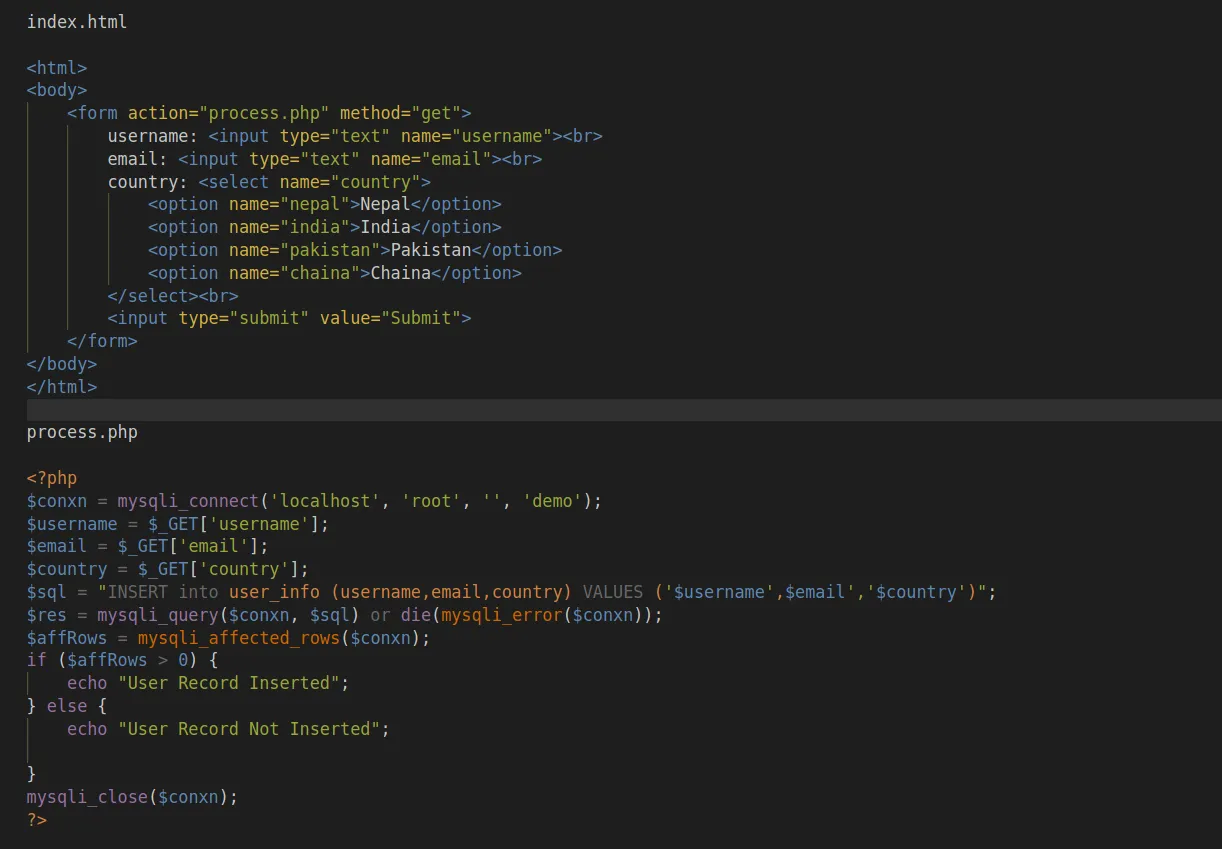 index.html
<html>
<body>
<form action="process.php" method="get">
username: <input type="text" name="username"><br>
email: <input type="text" name="email"><br>
country: <select name="country">
<option name="nepal">Nepal</option>
<option name="india">India</option>
<option name="pakistan">Pakistan</option>
<option name="chaina">Chaina</option>
</select><br>
<input type="submit" value="Submit">
</form>
</body>
</html>
process.php
<?php
$conxn = mysqli_connect('localhost', 'root', '', 'demo');
$username = $_GET['username'];
$email = $_GET['email'];
$country = $_GET['country'];
$sql = "INSERT into user_info (username,email,country) VALUES ('$username',$email','$country')";
$res = mysqli_query($conxn, $sql) or die(mysqli_error($conxn));
$affRows = mysqli_affected_rows($conxn);
if ($affRows > 0) {
echo "User Record Inserted";
} else {
echo "User Record Not Inserted";
}
mysqli_close($conxn);
?>